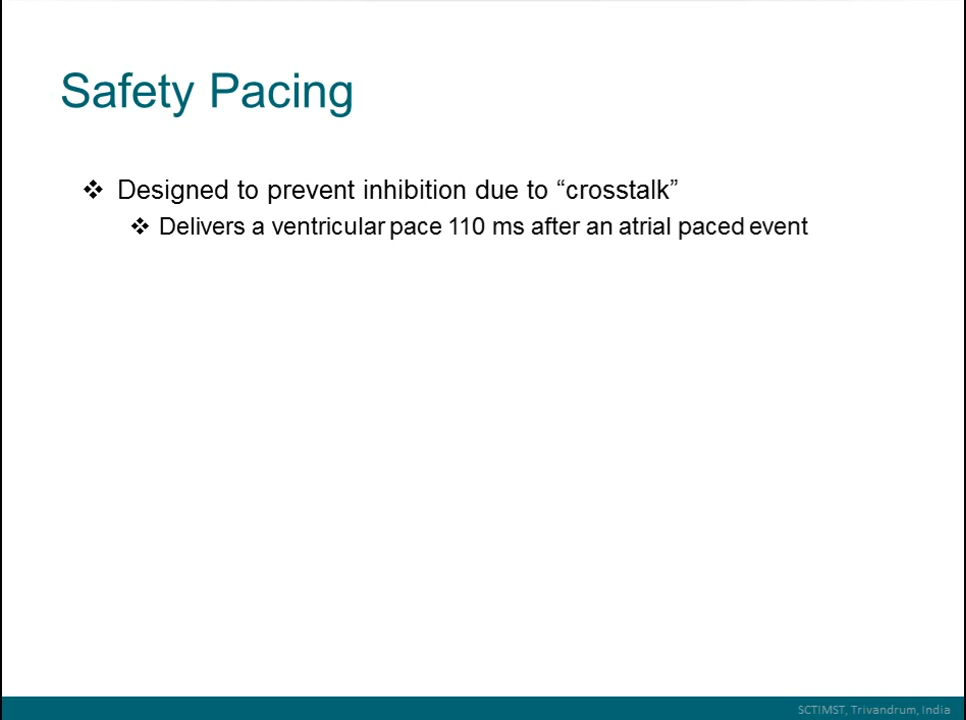 Safety Pacing
❖ Designed to prevent inhibition due to “crosstalk”
❖ Delivers a ventricular pace 110 ms after an atrial paced event
SCTIMST, Trivandrum, India